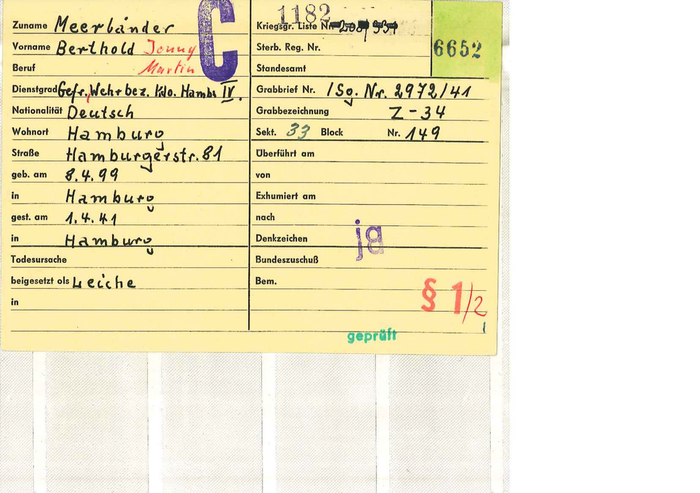 Zuname Meerländer
Vorname Berthold Jonny
Beruf Martin
Dienstgrad Gefr. Wehrbez. Kdo. Hambg IV.
Nationalität Deutsch
Wohnort Hamburg
Straße Hamburgerstr. 81
geb. am 8.4.99
in Hamburg
gest. am 1.4.41
in Hamburg
Todesursache
beigesetzt als Leiche
in
C
1182
Kriegsgr. Liste Nr.
Sterb. Reg. Nr.
Standesamt
6652
Grabbrief Nr. /Sg. Nr. 2972/41
Grabbezeichnung Z-34
Sekt. 33 Block Nr. 149
Überführt am
von
Exhumiert am
nach
Denkzeichen ja
Bundeszuschuß
Bem.
§ 1/2
geprüft